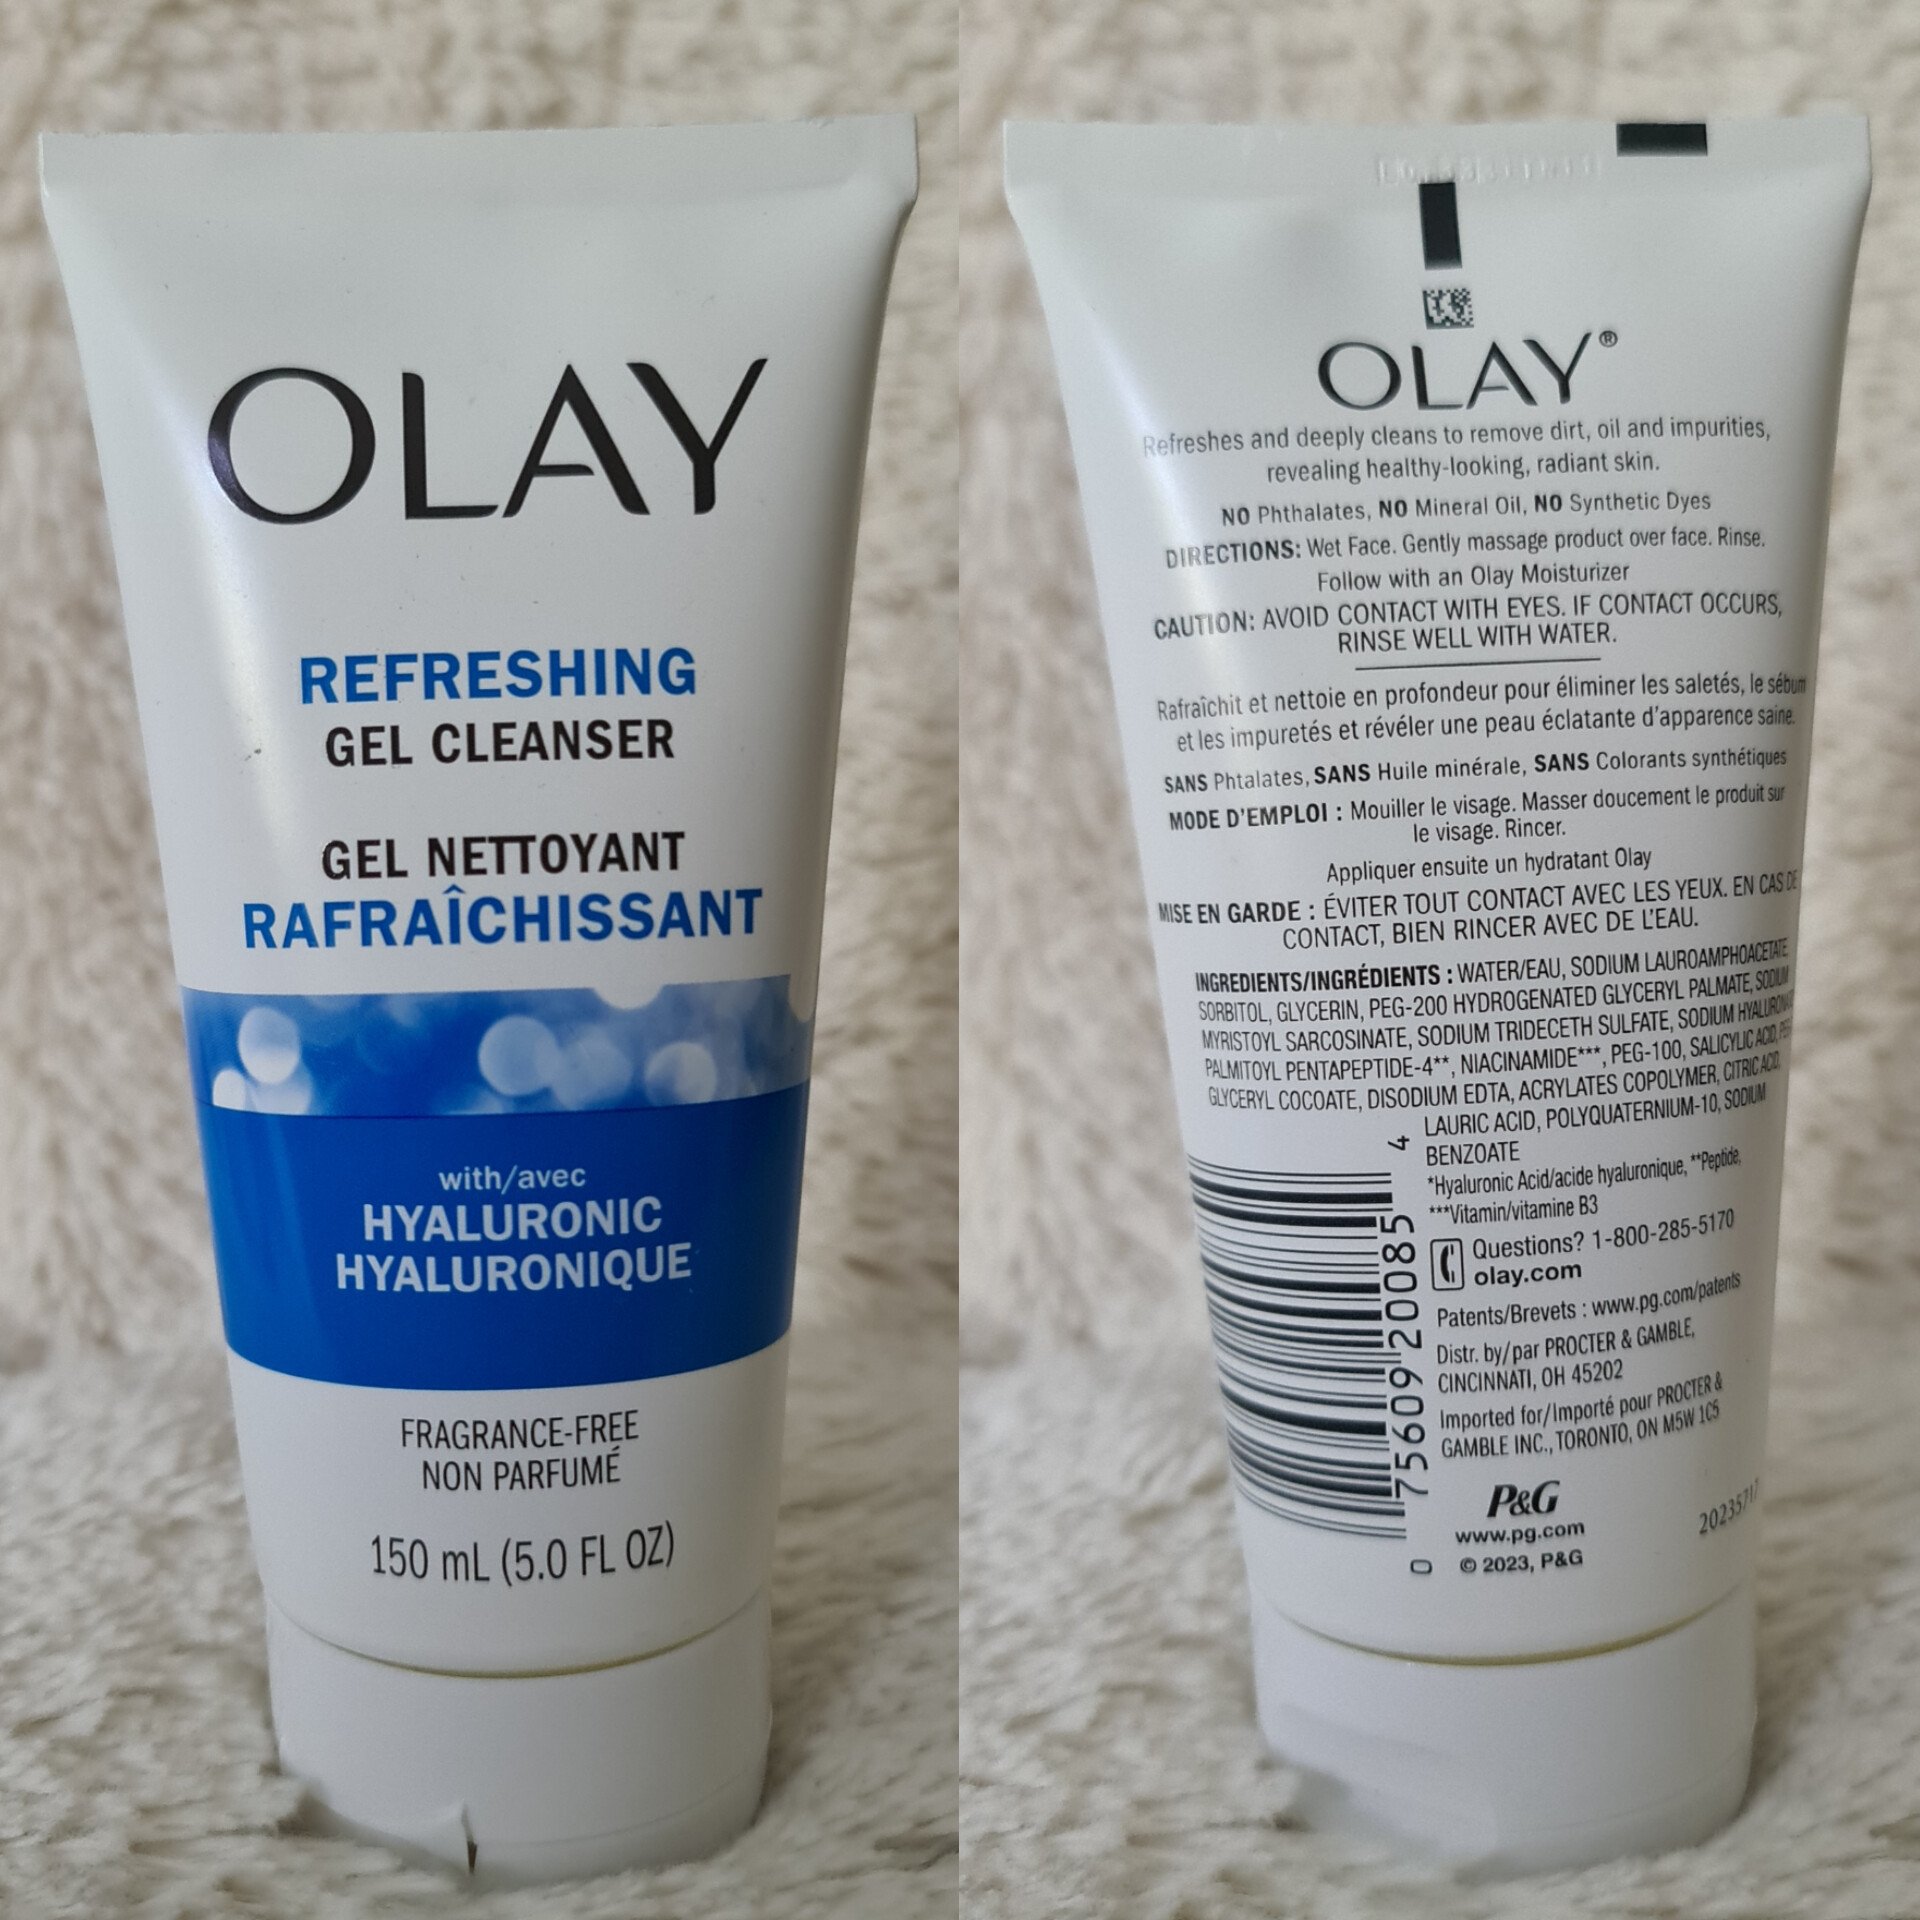 OLAY
REFRESHING
GEL CLEANSER
GEL NETTOYANT
RAFRAÎCHISSANT
with/avec
HYALURONIC
HYALURONIQUE
FRAGRANCE-FREE
NON PARFUMÉ
150 mL (5.0 FL OZ)
OLAY®
Refreshes and deeply cleans to remove dirt, oil and impurities,
revealing healthy-looking, radiant skin.
NO Phthalates, NO Mineral Oil, NO Synthetic Dyes
DIRECTIONS: Wet Face. Gently massage product over face. Rinse.
Follow with an Olay Moisturizer
CAUTION: AVOID CONTACT WITH EYES. IF CONTACT OCCURS,
RINSE WELL WITH WATER.
Rafraîchit et nettoie en profondeur pour éliminer les saletés, le sébum
et les impuretés et révéler une peau éclatante d'apparence saine.
SANS Phtalates, SANS Huile minérale, SANS Colorants synthétiques
MODE D'EMPLOI : Mouiller le visage. Masser doucement le produit sur
le visage. Rincer.
Appliquer ensuite un hydratant Olay
MISE EN GARDE : ÉVITER TOUT CONTACT AVEC LES YEUX. EN CAS DE
CONTACT, BIEN RINCER AVEC DE L'EAU.
INGREDIENTS/INGRÉDIENTS : WATER/EAU, SODIUM LAUROAMPHOACETATE,
SORBITOL, GLYCERIN, PEG-200 HYDROGENATED GLYCERYL PALMATE, SODIUM
MYRISTOYL SARCOSINATE, SODIUM TRIDECETH SULFATE, SODIUM
PALMITOYL PENTAPEPTIDE-4**, NIACINAMIDE***, PEG-100, SALICYLIC ACID,
GLYCERYL COCOATE, DISODIUM EDTA, ACRYLATES COPOLYMER, CITRIC ACID,
LAURIC ACID, POLYQUATERNIUM-10, SODIUM
BENZOATE
*Hyaluronic Acid/acide hyaluronique, **Peptide,
***Vitamin/vitamine B3
Questions? 1-800-285-5170
olay.com
Patents/Brevets : www.pg.com/patents
Distr. by/par PROCTER & GAMBLE,
CINCINNATI, OH 45202
Imported for/Importé pour PROCTER &
GAMBLE INC., TORONTO, ON M5W 1C5
P&G
www.pg.com
© 2023, P&G
0 75609 20085 4